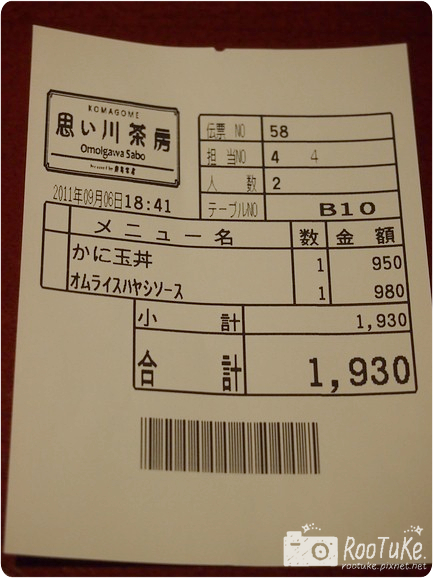 KOMAGOME
思い川茶房
Omoigawa Sabo
2011年09月06日18:41
伝票 NO 58
担当NO 4 4
人数 2
テーブルNO B10
メニュー名 数 金額
かに玉丼 1 950
オムライスハヤシソース 1 980
小計 1,930
合計 1,930
RooTuKe.
rootuke.pixnet.net